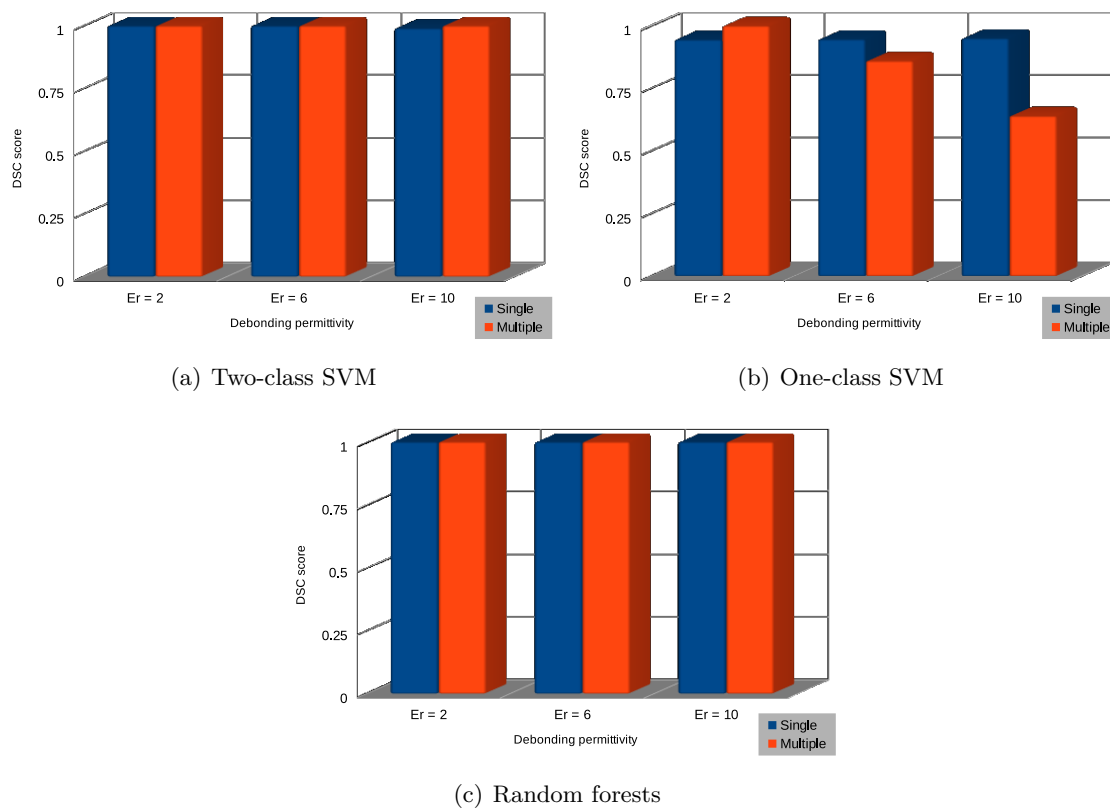 1
0.75
0.5
0.25
0
DSC score
Er = 2
Er = 6
Er = 10
Debonding permittivity
Single
Multiple
(a) Two-class SVM
1
0.75
0.5
0.25
0
DSC score
Er = 2
Er = 6
Er = 10
Debonding permittivity
Single
Multiple
(b) One-class SVM
1
0.75
0.5
0.25
0
DSC score
Er = 2
Er = 6
Er = 10
Debonding permittivity
Single
Multiple
(c) Random forests